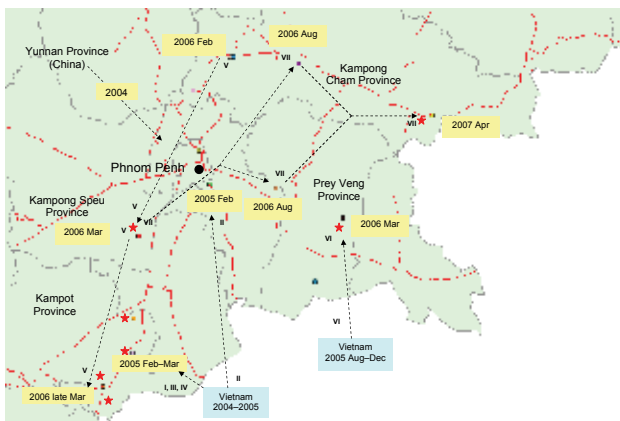 2006 Feb
2006 Aug
Yunnan Province
(China)
V
VII
Kampong
Cham Province
2004
VII
2007 Apr
Phnom Penh
VII
Prey Veng
Province
Kampong Speu
Province
V
VII
2005 Feb
2006 Aug
II
2006 Mar
V
2006 Mar
VI
Kampot
Province
VI
Vietnam
2005 Aug–Dec
V
2005 Feb–Mar
II
2006 late Mar
I, III, IV
Vietnam
2004–2005